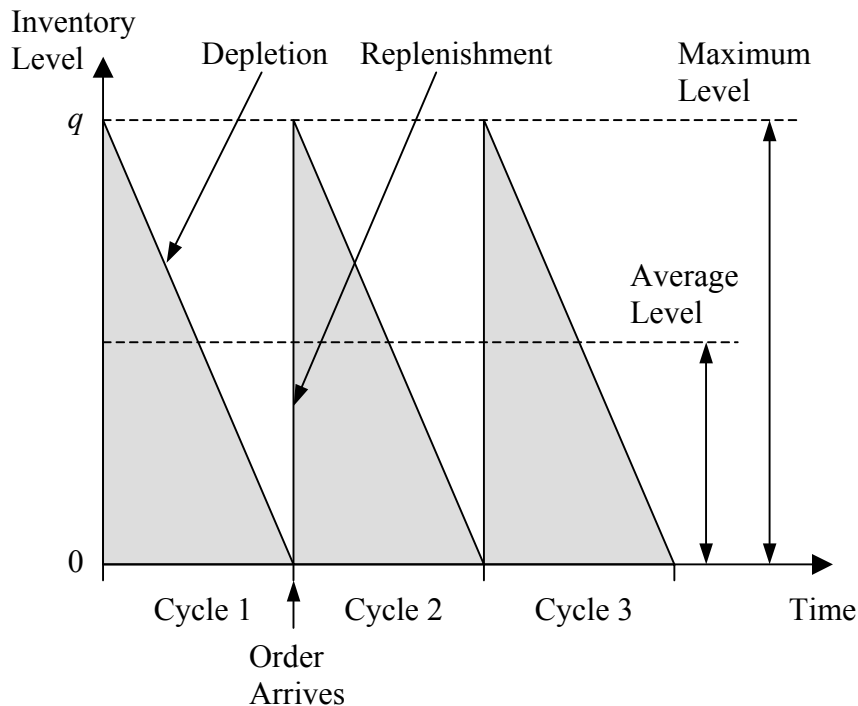 Inventory
Level
Depletion
Replenishment
Maximum
Level
q
Average
Level
0
Cycle 1
Cycle 2
Cycle 3
Time
Order
Arrives